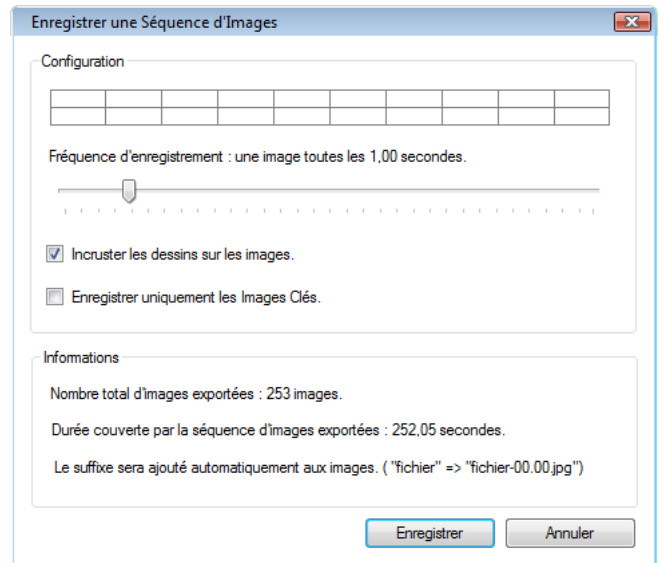 Enregistrer une Séquence d'Images
Configuration
Fréquence d'enregistrement : une image toutes les 1,00 secondes.
Incruster les dessins sur les images.
Enregistrer uniquement les Images Clés.
Informations
Nombre total d'images exportées : 253 images.
Durée couverte par la séquence d'images exportées : 252,05 secondes.
Le suffixe sera ajouté automatiquement aux images. ( "fichier" => "fichier-00.00.jpg")
Enregistrer
Annuler